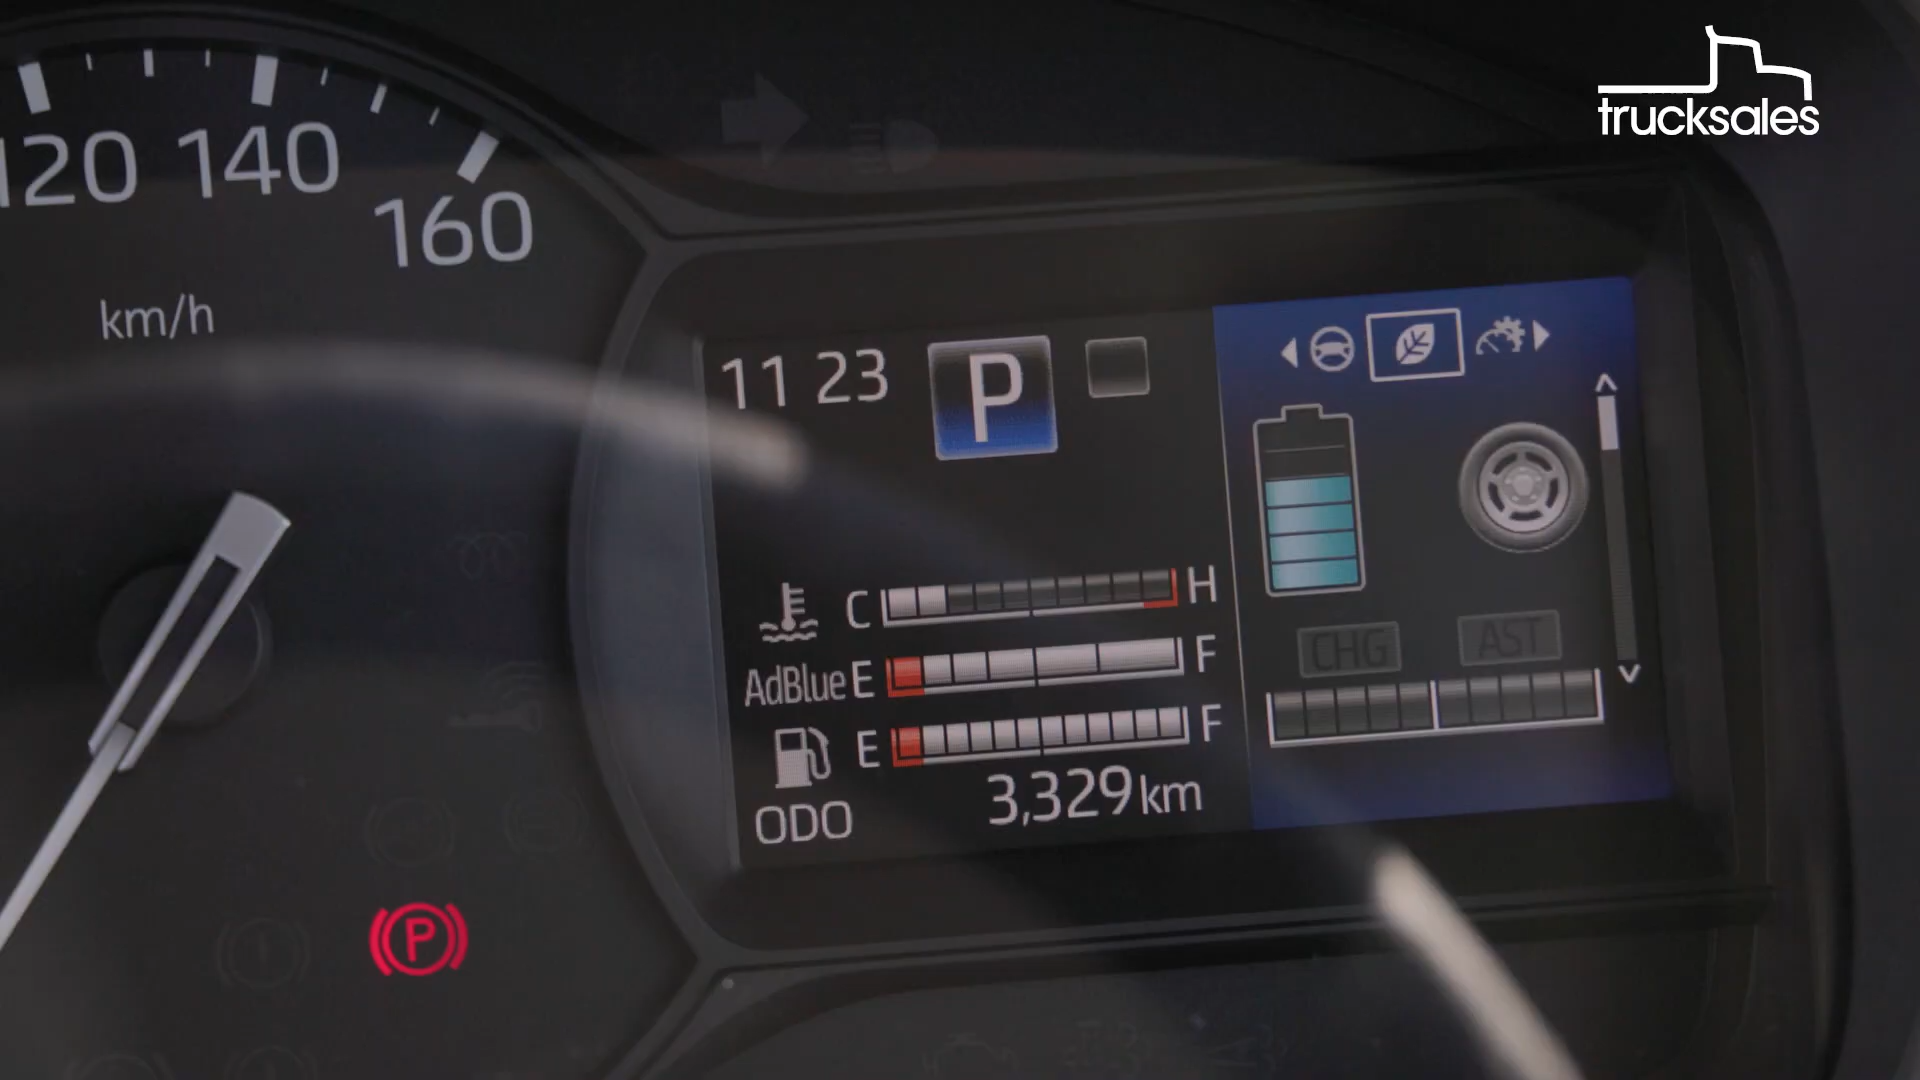 trucksales
120 140 160
km/h
11 23 P
C H
AdBlue E F
E F
ODO 3,329 km
CHG AST
P